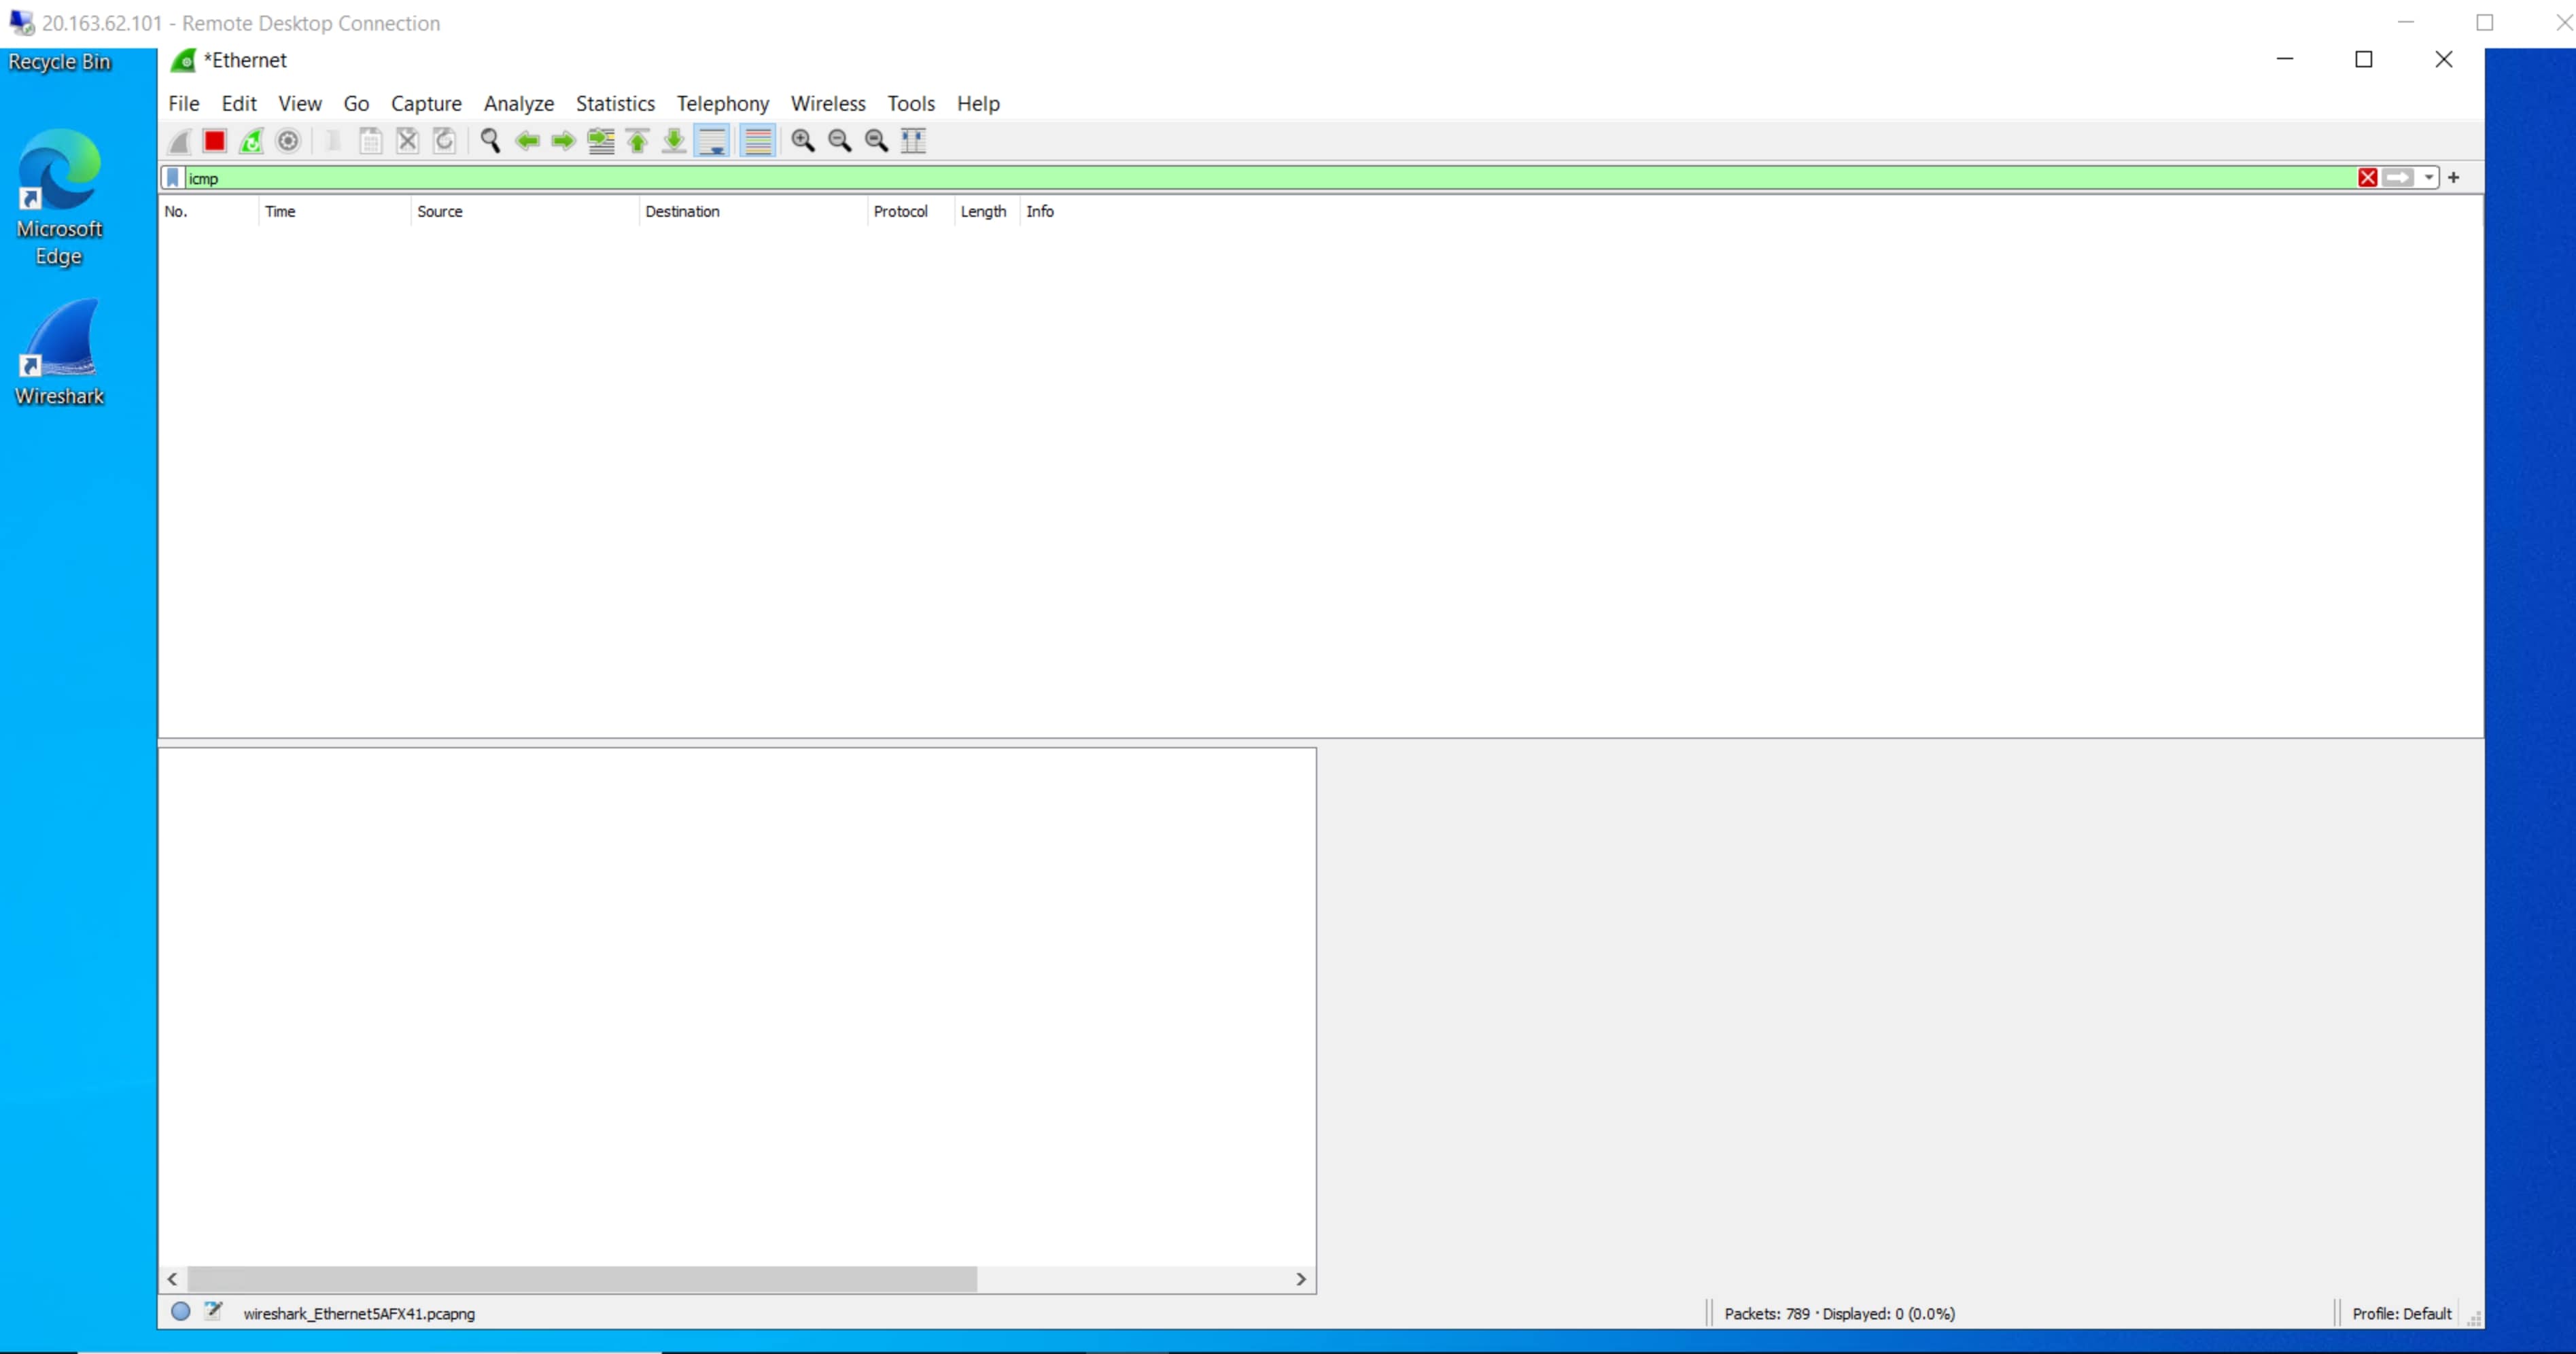 20.163.62.101 - Remote Desktop Connection
Recycle Bin
*Ethernet
File Edit View Go Capture Analyze Statistics Telephony Wireless Tools Help
icmp
No. Time Source Destination Protocol Length Info
Microsoft
Edge
Wireshark
wireshark_Ethernet5AFX41.pcapng
Packets: 789 · Displayed: 0 (0.0%)
Profile: Default